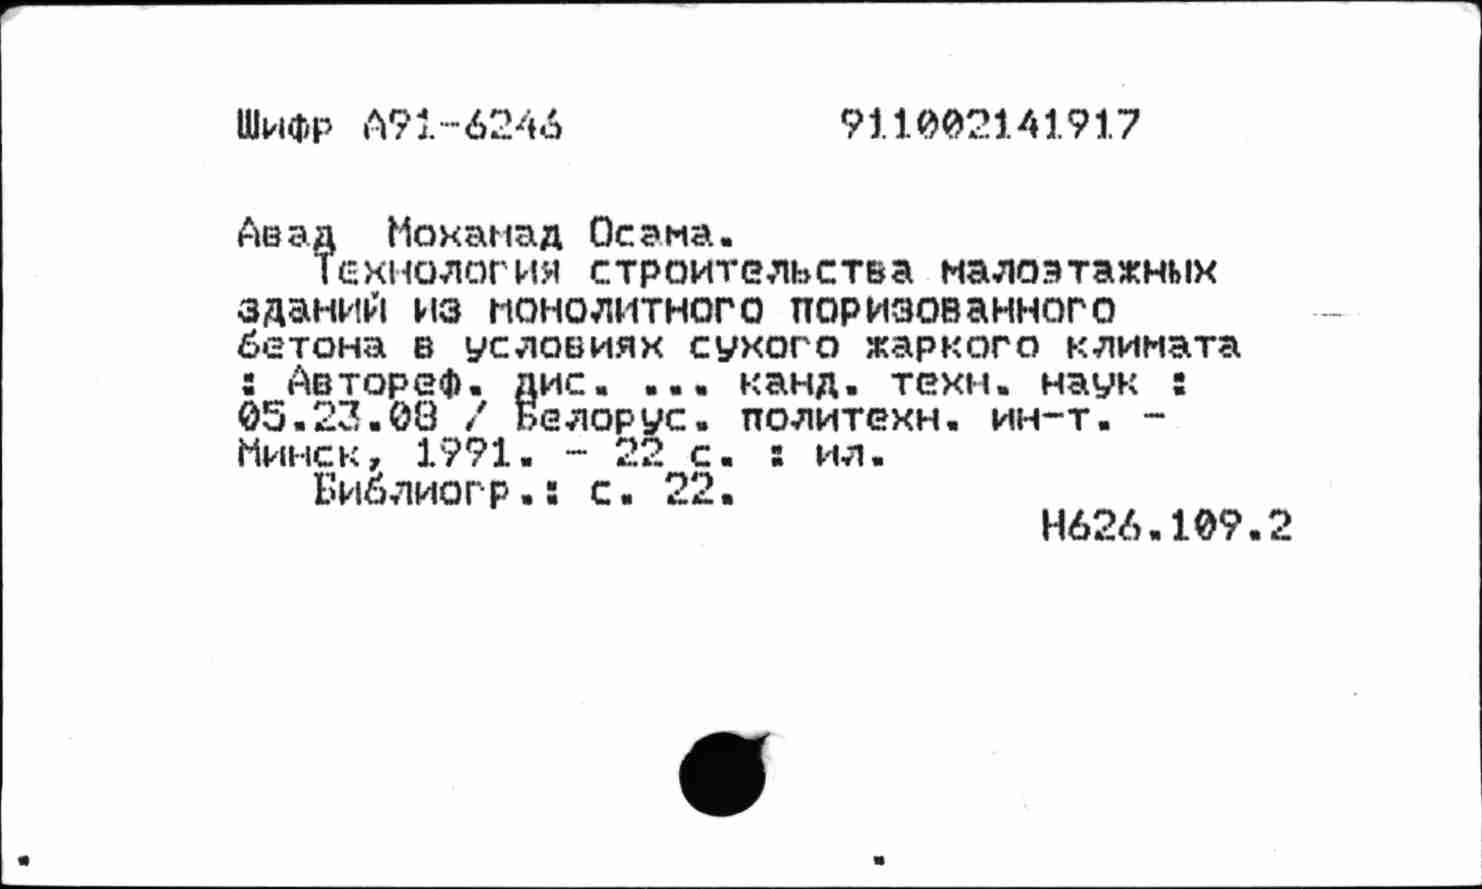 Шифр А91-6246 911002141917
Авад Мохамад Осама.
Технология строительства малоэтажных
зданий из монолитного поризованного
бетона в условиях сухого жаркого климата
: Автореф. дис. ... канд. техн. наук :
05.23.08 / Белорус. политехн. ин-т. -
Минск, 1991. - 22 с. : ил.
Библиогр.: с. 22.
Н626.109.2